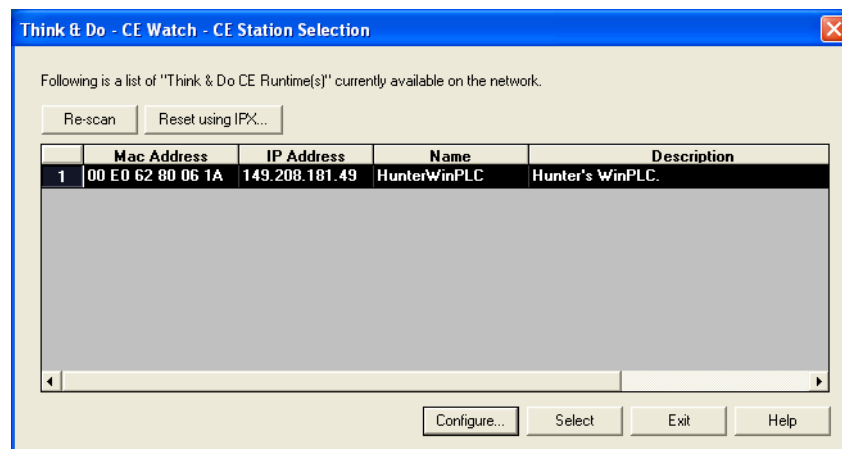 Think & Do - CE Watch - CE Station Selection
Following is a list of "Think & Do CE Runtime(s)" currently available on the network.
Re-scan Reset using IPX...
Mac Address IP Address Name Description
1 00 E0 62 80 06 1A 149.208.181.49 HunterWinPLC Hunter's WinPLC.
Configure... Select Exit Help